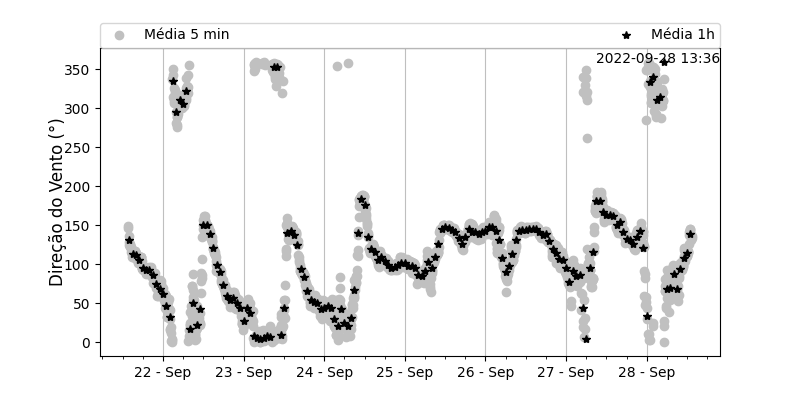 Média 5 min
Média 1h
2022-09-28 13:36
Direção do Vento (°)
350
300
250
200
150
100
50
0
22 - Sep
23 - Sep
24 - Sep
25 - Sep
26 - Sep
27 - Sep
28 - Sep